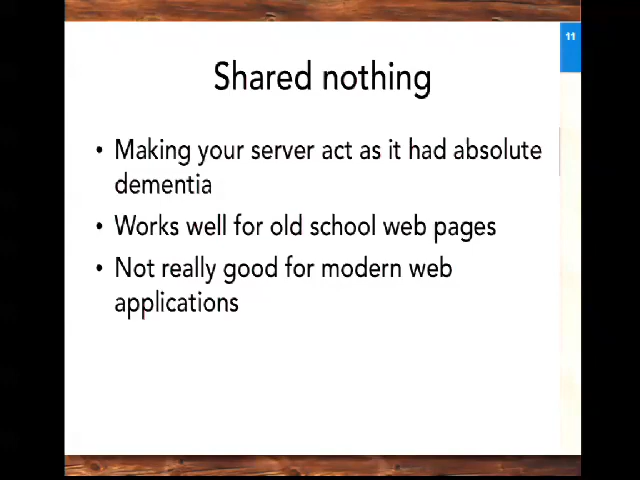 11
Shared nothing
• Making your server act as it had absolute
dementia
• Works well for old school web pages
• Not really good for modern web
applications